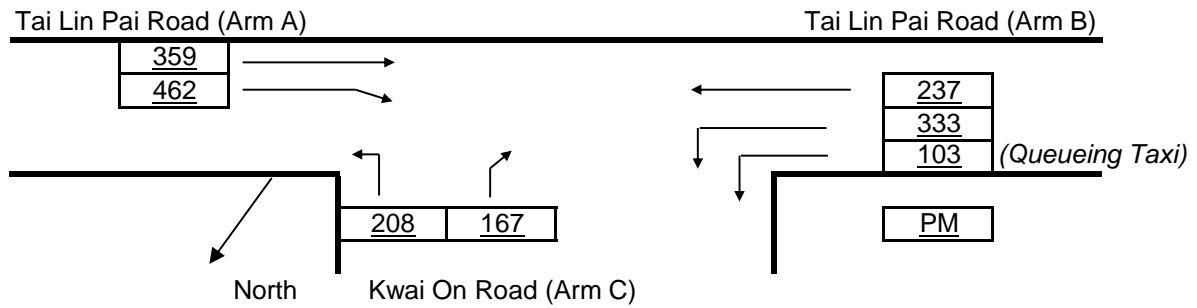 Tai Lin Pai Road (Arm A)
Tai Lin Pai Road (Arm B)
359
462
237
333
103 (Queueing Taxi)
208 167
PM
North
Kwai On Road (Arm C)